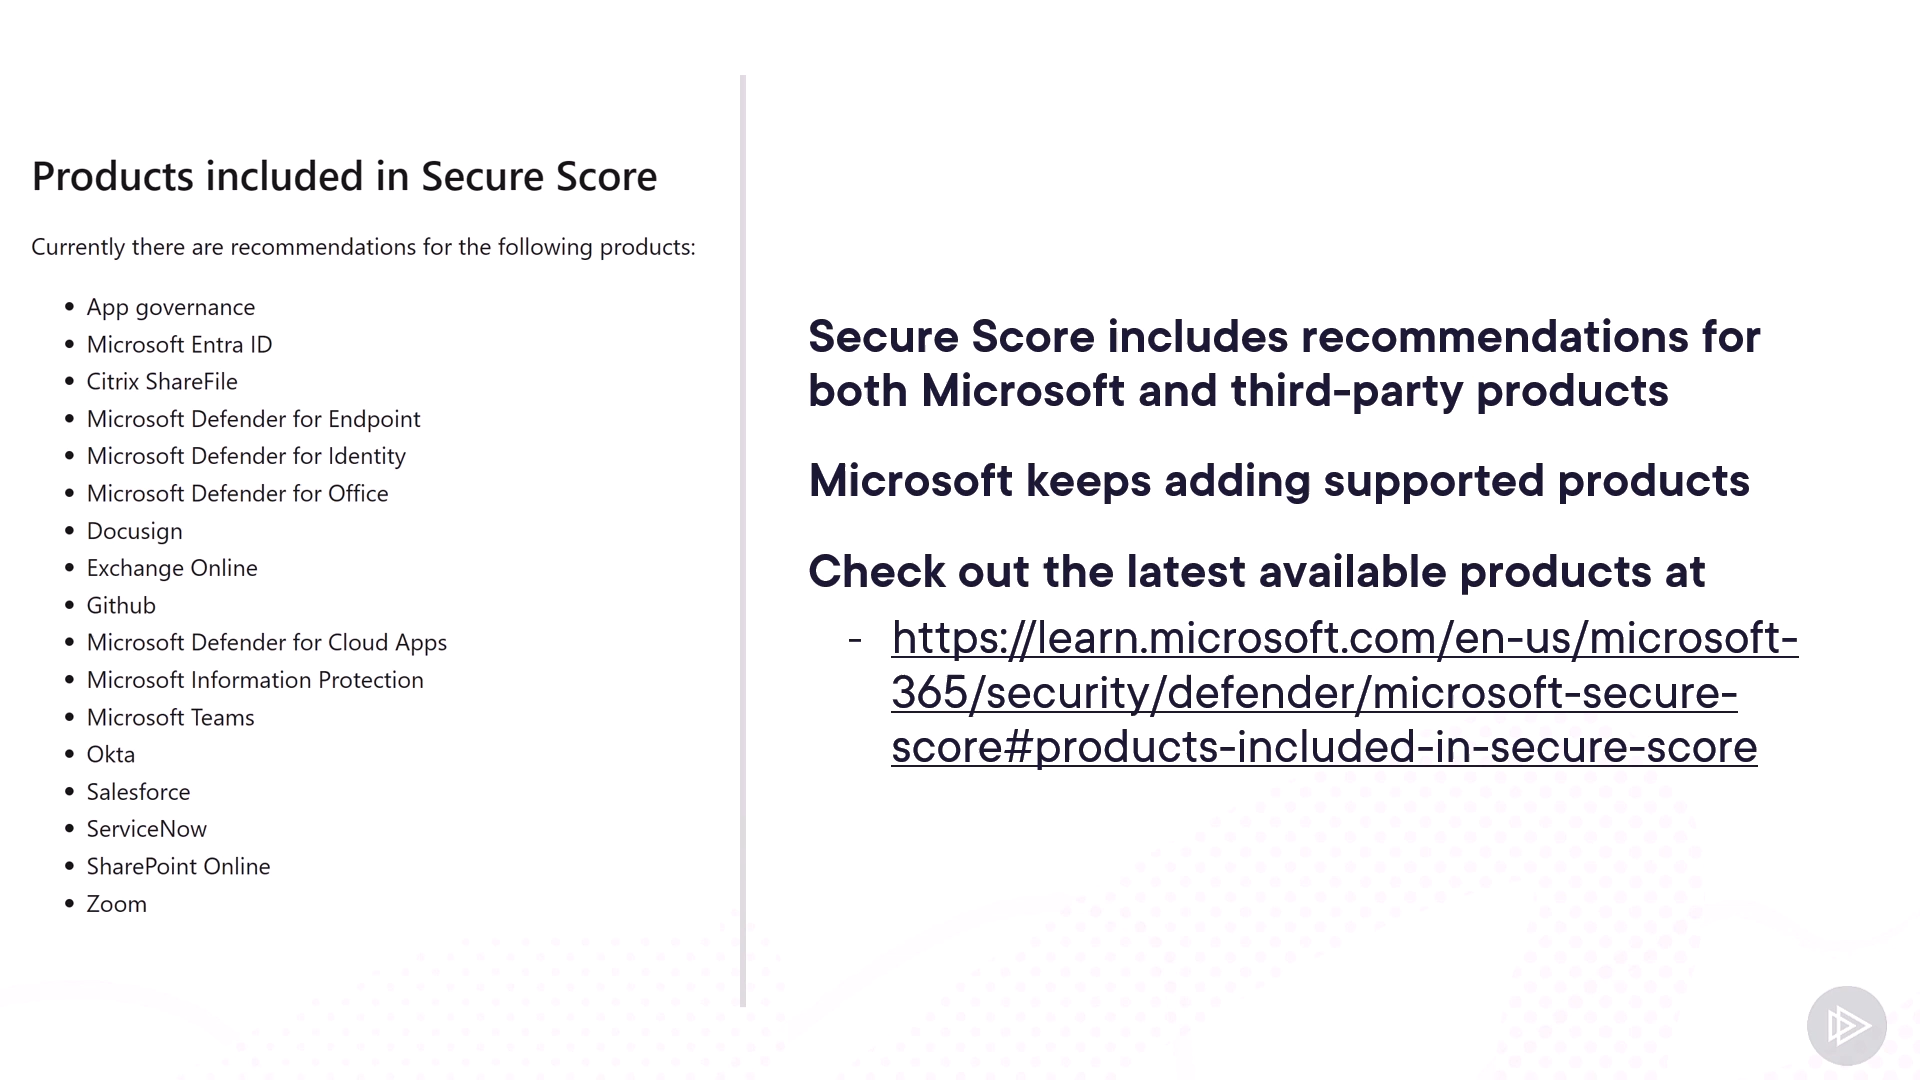 Products included in Secure Score
Currently there are recommendations for the following products:
• App governance
• Microsoft Entra ID
• Citrix ShareFile
• Microsoft Defender for Endpoint
• Microsoft Defender for Identity
• Microsoft Defender for Office
• Docusign
• Exchange Online
• Github
• Microsoft Defender for Cloud Apps
• Microsoft Information Protection
• Microsoft Teams
• Okta
• Salesforce
• ServiceNow
• SharePoint Online
• Zoom
Secure Score includes recommendations for
both Microsoft and third-party products
Microsoft keeps adding supported products
Check out the latest available products at
- https://learn.microsoft.com/en-us/microsoft-
365/security/defender/microsoft-secure-
score#products-included-in-secure-score